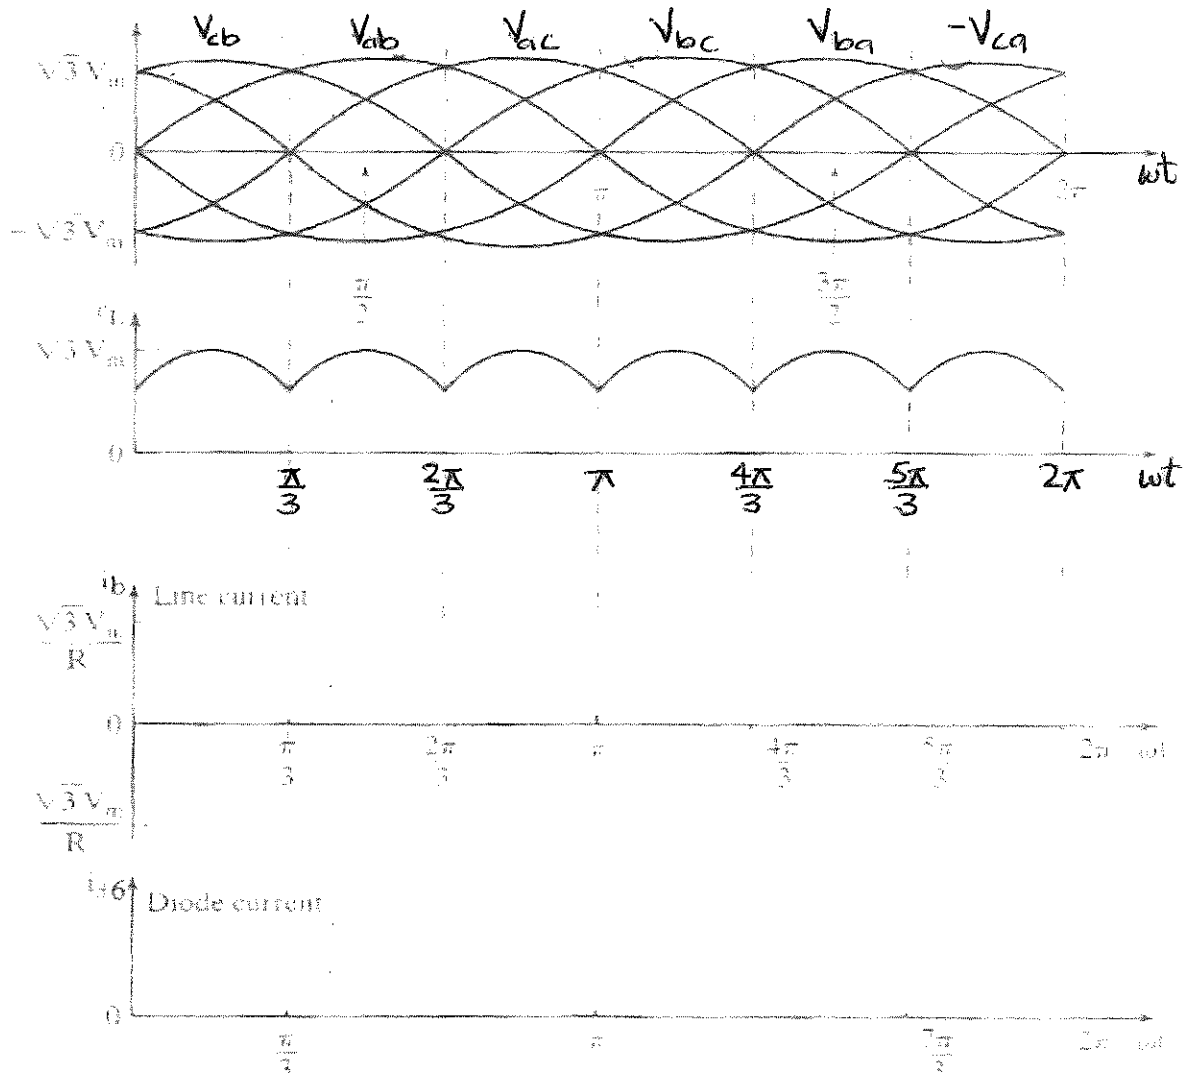 Vcb Vab Vac Vbc Vba -Vca
√3 Vm
0
ωt
π 2π
-√3 Vm
π/2 3π/2
√3 Vm
0
π/3 2π/3 π 4π/3 5π/3 2π ωt
ib Line current
√3 Vm/R
0
π/3 2π/3 π 4π/3 5π/3 2π ωt
√3 Vm/R
Diode current
0
π/3 π 2π ωt